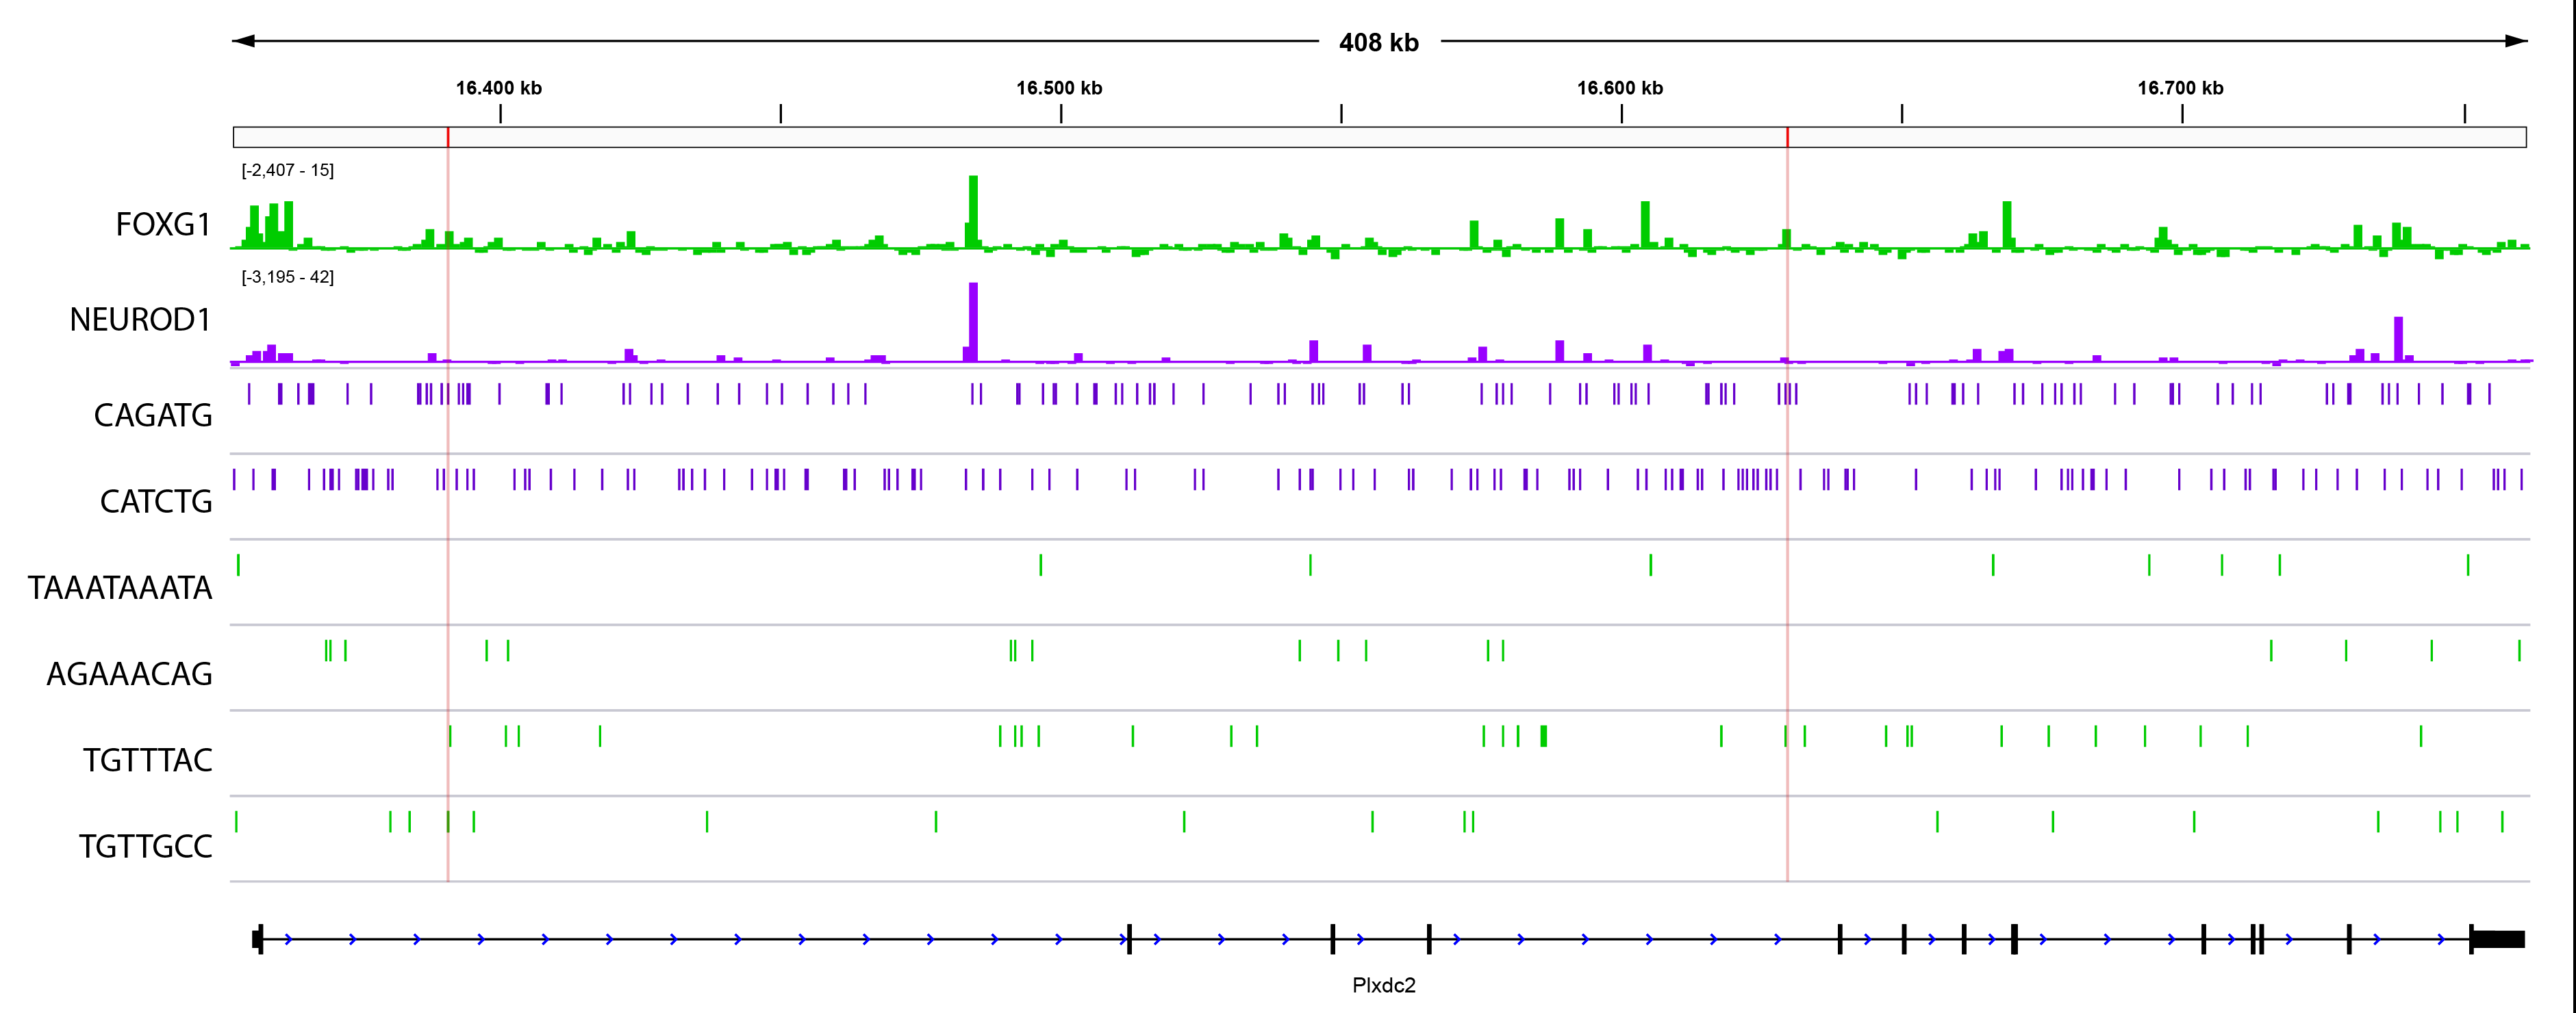 408 kb
16.400 kb 16.500 kb 16.600 kb 16.700 kb
[-2,407 - 15]
FOXG1
[-3,195 - 42]
NEUROD1
CAGATG
CATCTG
TAAATAAATA
AGAAACAG
TGTTTAC
TGTTGCC
Plxdc2